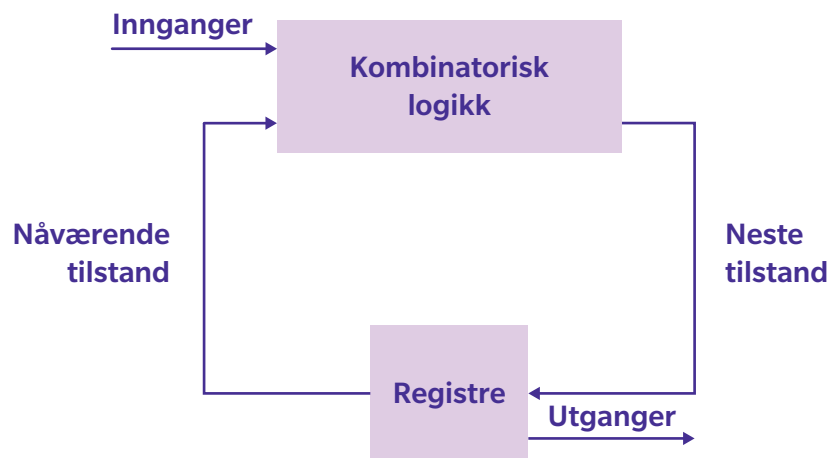 Innganger
Kombinatorisk
logikk
Nåværende
tilstand
Neste
tilstand
Registre
Utganger